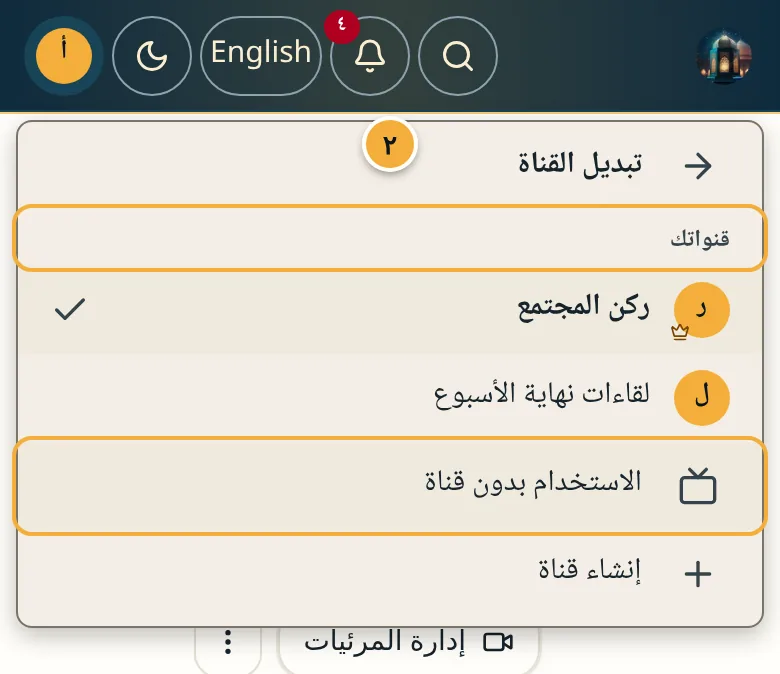 ٤
English
أ
٢
تبديل القناة
قنواتك
ر
ركن المجتمع
ل
لقاءات نهاية الأسبوع
الاستخدام بدون قناة
إنشاء قناة
إدارة المرئيات